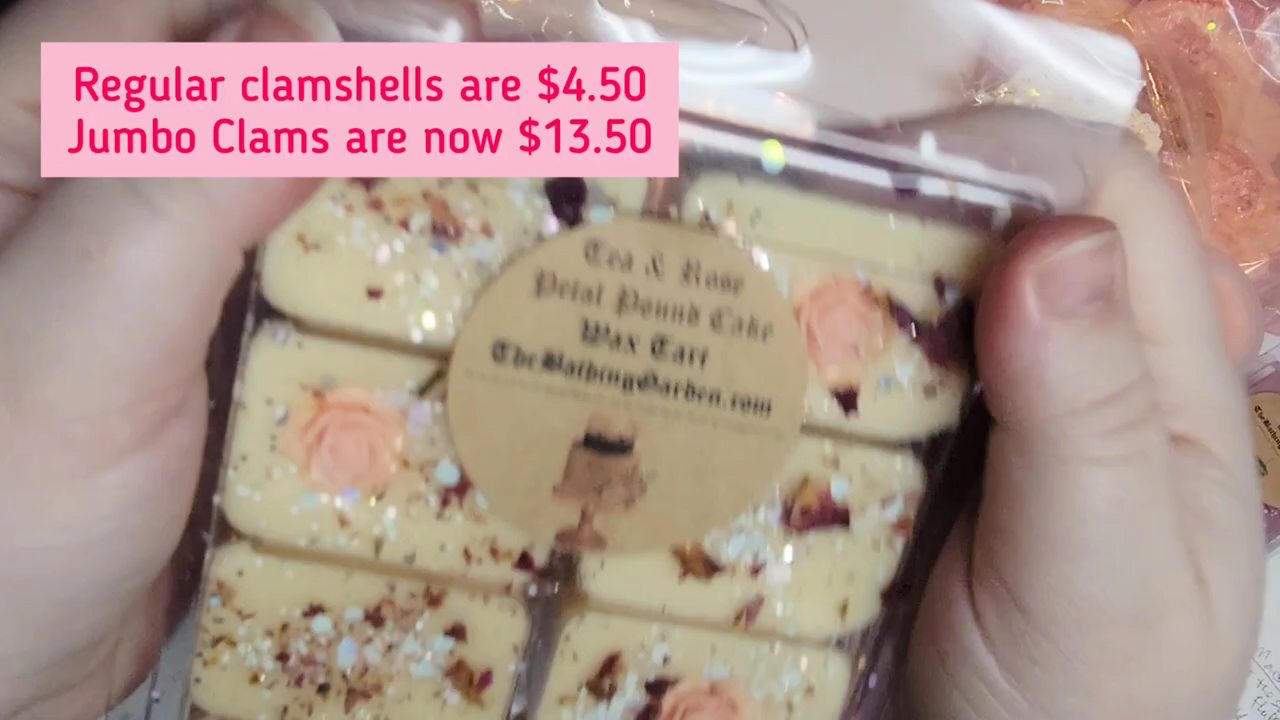 Regular clamshells are $4.50
Jumbo Clams are now $13.50
Tea & Rose
Petal Pound Cake
Wax Tart
TheBathingGarden.com